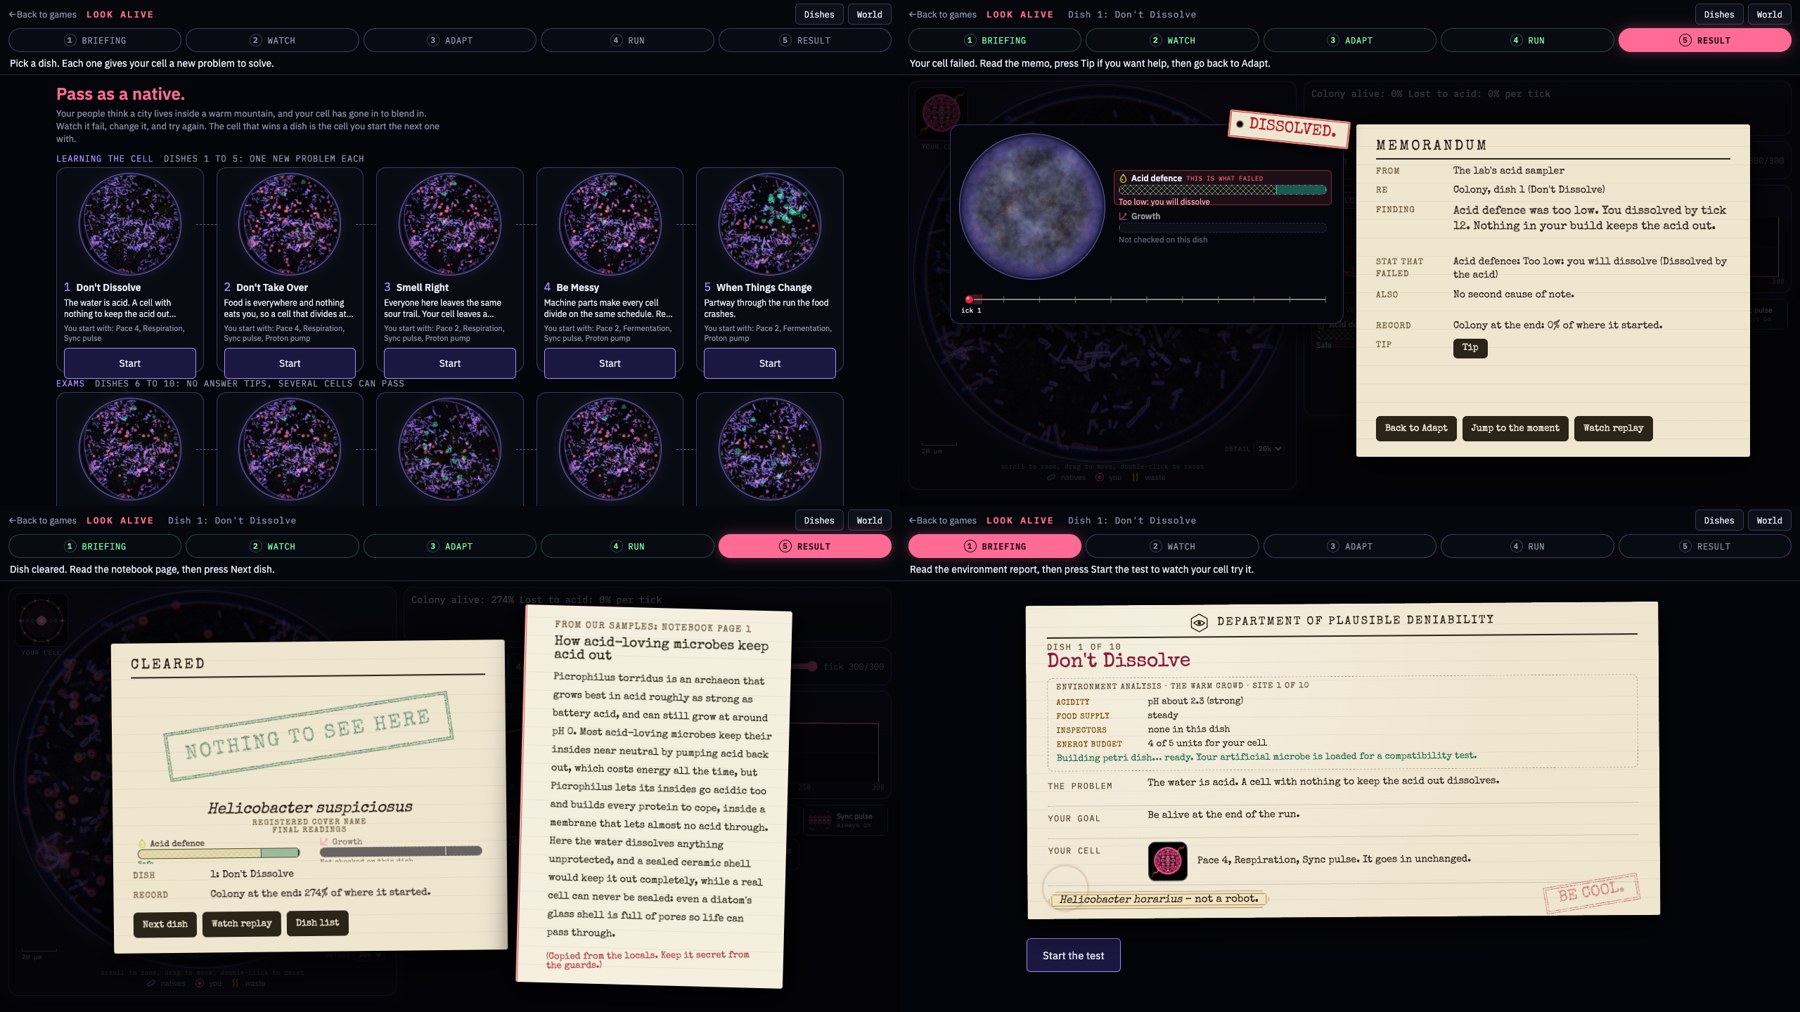 ←Back to games LOOK ALIVE
Dishes World
1 BRIEFING 2 WATCH 3 ADAPT 4 RUN 5 RESULT
Pick a dish. Each one gives your cell a new problem to solve.
Pass as a native.
Your people think a city lives inside a warm mountain, and your cell has gone in to blend in.
Watch it fail, change it, and try again. The cell that wins a dish is the cell you start the next one
with.
LEARNING THE CELL DISHES 1 TO 5: ONE NEW PROBLEM EACH
1 Don't Dissolve
The water is acid. A cell with
nothing to keep the acid out...
You start with: Pace 4, Respiration,
Sync pulse
Start
2 Don't Take Over
Food is everywhere and nothing
eats you, so a cell that divides at...
You start with: Pace 4, Respiration,
Sync pulse, Proton pump
Start
3 Smell Right
Everyone here leaves the same
sour trail. Your cell leaves a...
You start with: Pace 2, Respiration,
Sync pulse, Proton pump
Start
4 Be Messy
Machine parts make every cell
divide on the same schedule. Re...
You start with: Pace 2, Fermentation,
Sync pulse, Proton pump
Start
5 When Things Change
Partway through the run the food
crashes.
You start with: Pace 2, Fermentation,
Proton pump
Start
EXAMS DISHES 6 TO 10: NO ANSWER TIPS, SEVERAL CELLS CAN PASS
←Back to games LOOK ALIVE Dish 1: Don't Dissolve
Dishes World
1 BRIEFING 2 WATCH 3 ADAPT 4 RUN 5 RESULT
Your cell failed. Read the memo, press Tip if you want help, then go back to Adapt.
Colony alive: 0% Lost to acid: 0% per tick
DISSOLVED.
Acid defence THIS IS WHAT FAILED
Too low: you will dissolve
Growth
Not checked on this dish
ick 1
MEMORANDUM
FROM The lab's acid sampler
RE Colony, dish 1 (Don't Dissolve)
FINDING Acid defence was too low. You dissolved by tick
12. Nothing in your build keeps the acid out.
STAT THAT
FAILED
Acid defence: Too low: you will dissolve (Dissolved by
the acid)
ALSO No second cause of note.
RECORD Colony at the end: 0% of where it started.
TIP Tip
Back to Adapt Jump to the moment Watch replay
DETAIL 20x
scroll to zoom, drag to move, double-click to reset
natives you waste
←Back to games LOOK ALIVE Dish 1: Don't Dissolve
Dishes World
1 BRIEFING 2 WATCH 3 ADAPT 4 RUN 5 RESULT
Dish cleared. Read the notebook page, then press Next dish.
Colony alive: 274% Lost to acid: 0% per tick
YOUR CELL
tick 300/300
Sync pulse
always on
CLEARED
NOTHING TO SEE HERE
Helicobacter suspiciosus
REGISTERED COVER NAME
FINAL READINGS
Acid defence
Growth
DISH 1: Don't Dissolve
RECORD Colony at the end: 274% of where it started.
Next dish Watch replay Dish list
natives you waste
FROM OUR SAMPLES: NOTEBOOK PAGE 1
How acid-loving microbes keep
acid out
Picrophilus torridus is an archaeon that
grows best in acid roughly as strong as
battery acid, and can still grow at around
pH 0. Most acid-loving microbes keep their
insides near neutral by pumping acid back
out, which costs energy all the time, but
Picrophilus lets its insides go acidic too
and builds every protein to cope, inside a
membrane that lets almost no acid through.
Here the water dissolves anything
unprotected, and a sealed ceramic shell
would keep it out completely, while a real
cell can never be sealed: even a diatom's
glass shell is full of pores so life can
pass through.
(Copied from the locals. Keep it secret from
the guards.)
←Back to games LOOK ALIVE Dish 1: Don't Dissolve
Dishes World
1 BRIEFING 2 WATCH 3 ADAPT 4 RUN 5 RESULT
Read the environment report, then press Start the test to watch your cell try it.
DEPARTMENT OF PLAUSIBLE DENIABILITY
DISH 1 OF 10
Don't Dissolve
ENVIRONMENT ANALYSIS · THE WARM CROWD · SITE 1 OF 10
ACIDITY pH about 2.3 (strong)
FOOD SUPPLY steady
INSPECTORS none in this dish
ENERGY BUDGET 4 of 5 units for your cell
Building petri dish... ready. Your artificial microbe is loaded for a compatibility test.
THE PROBLEM The water is acid. A cell with nothing to keep the acid out dissolves.
YOUR GOAL Be alive at the end of the run.
YOUR CELL Pace 4, Respiration, Sync pulse. It goes in unchanged.
Helicobacter horarius – not a robot.
BE COOL.
Start the test